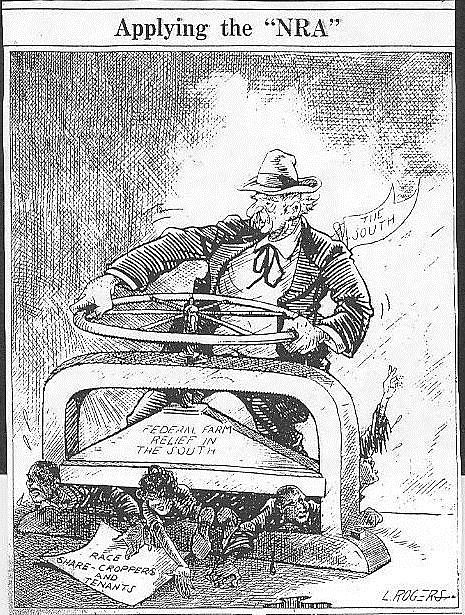 Applying the "NRA"
THE
SOUTH
FEDERAL FARM
RELIEF IN
THE SOUTH
RACE
SHARE-CROPPERS
AND
TENANTS
L. ROGERS